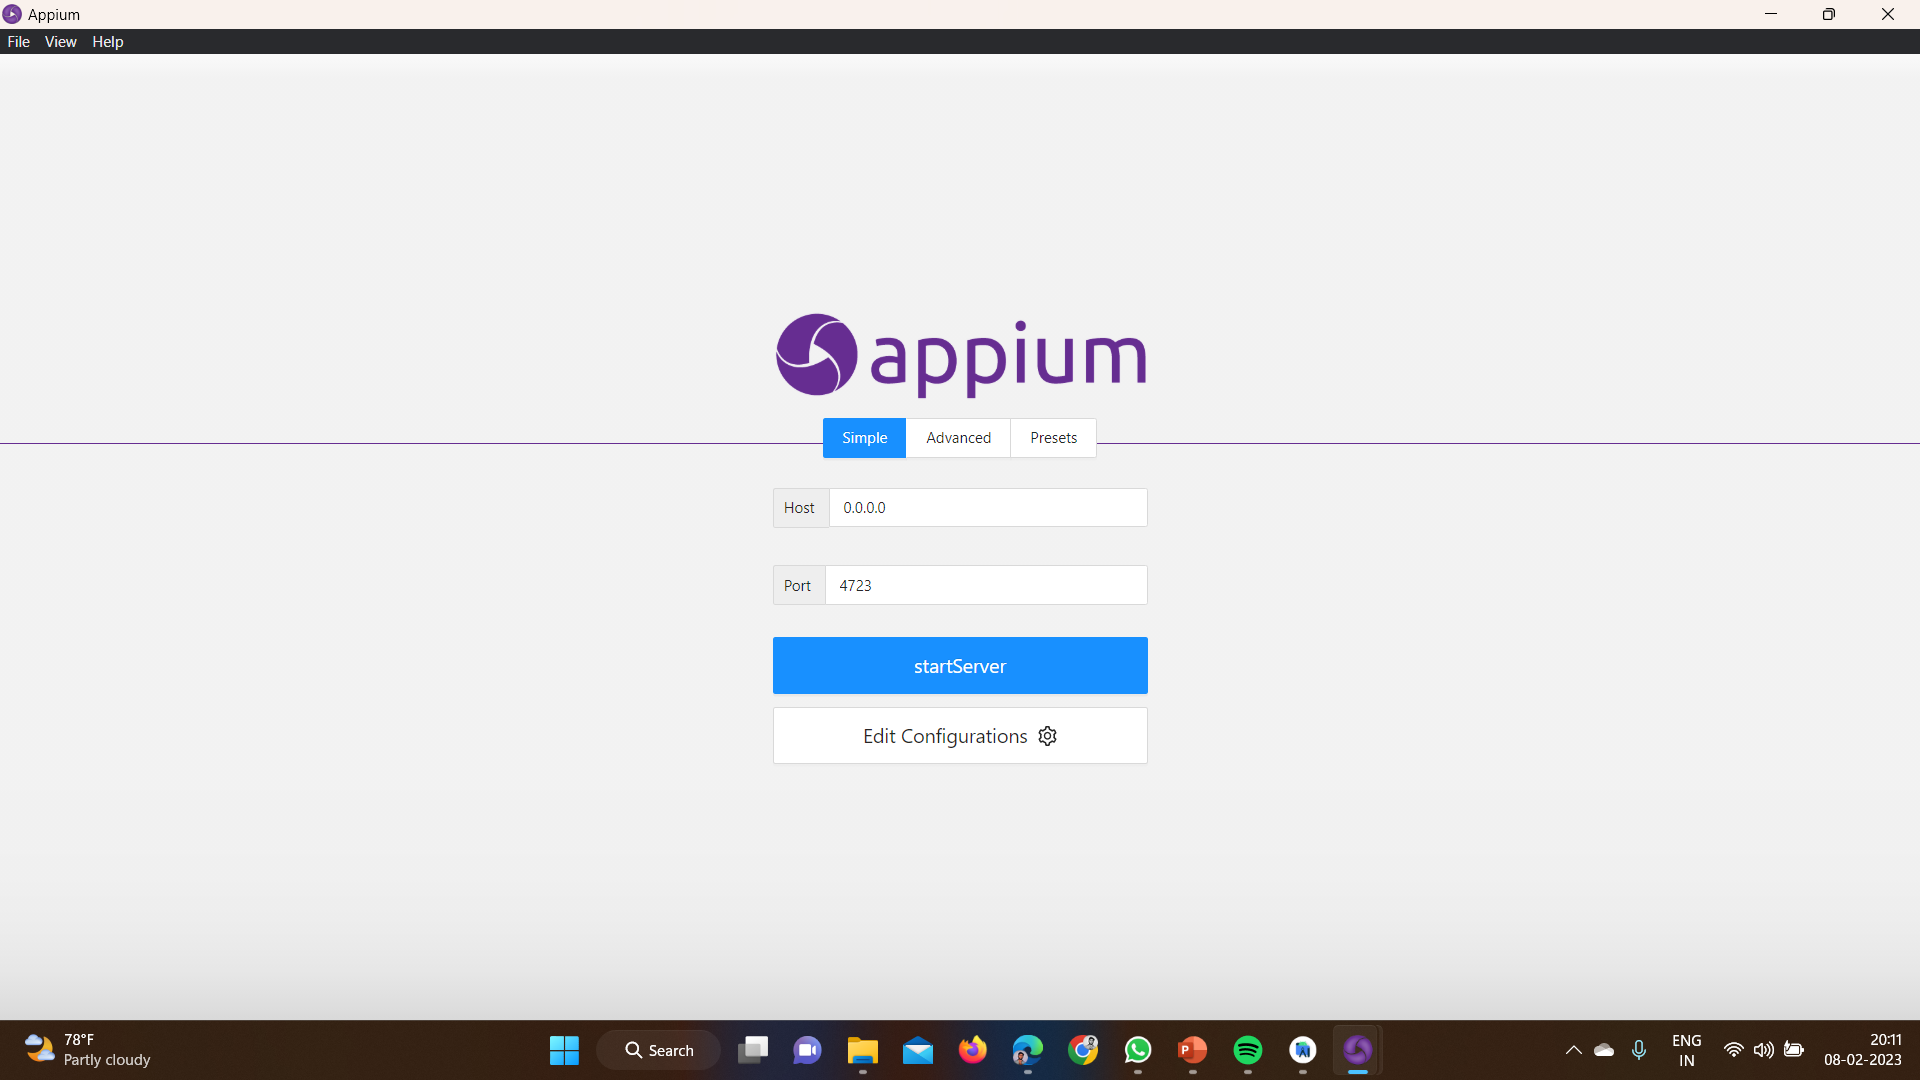 Appium
File View Help
appium
Simple Advanced Presets
Host 0.0.0.0
Port 4723
startServer
Edit Configurations
78°F
Partly cloudy
Search
ENG
IN
20:11
08-02-2023